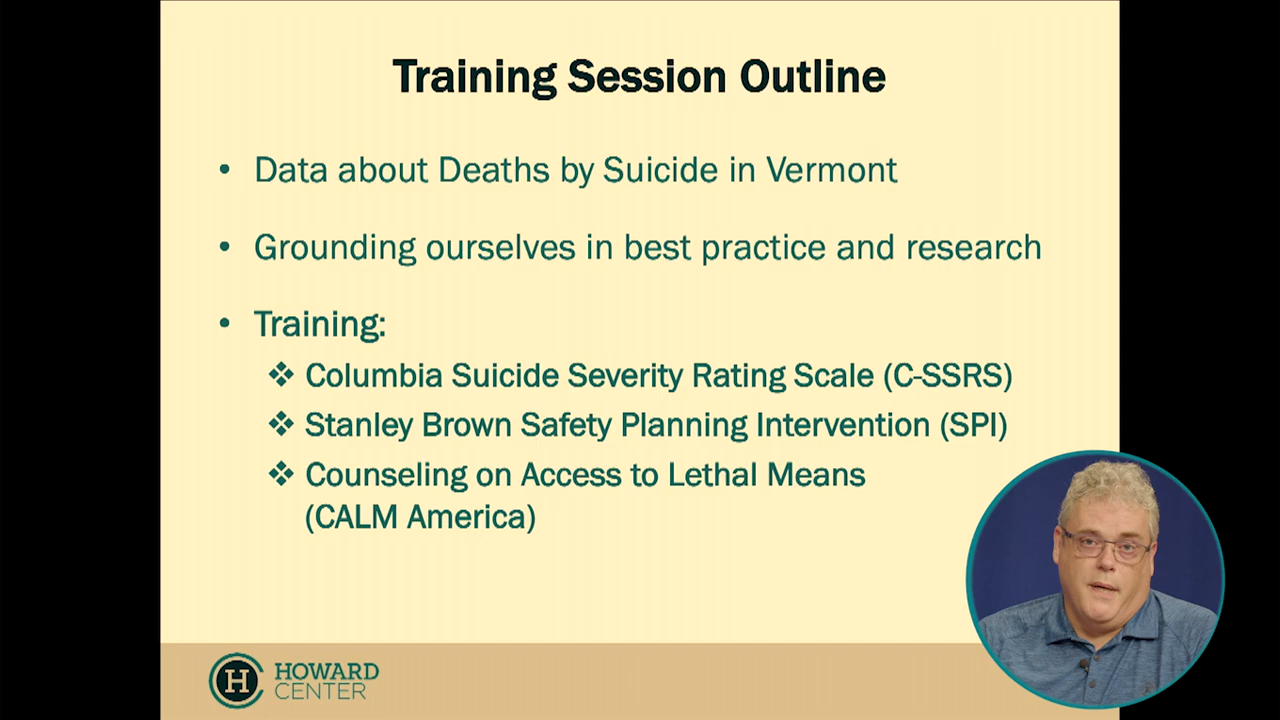 Training Session Outline
• Data about Deaths by Suicide in Vermont
• Grounding ourselves in best practice and research
• Training:
❖ Columbia Suicide Severity Rating Scale (C-SSRS)
❖ Stanley Brown Safety Planning Intervention (SPI)
❖ Counseling on Access to Lethal Means
(CALM America)
H
HOWARD
CENTER